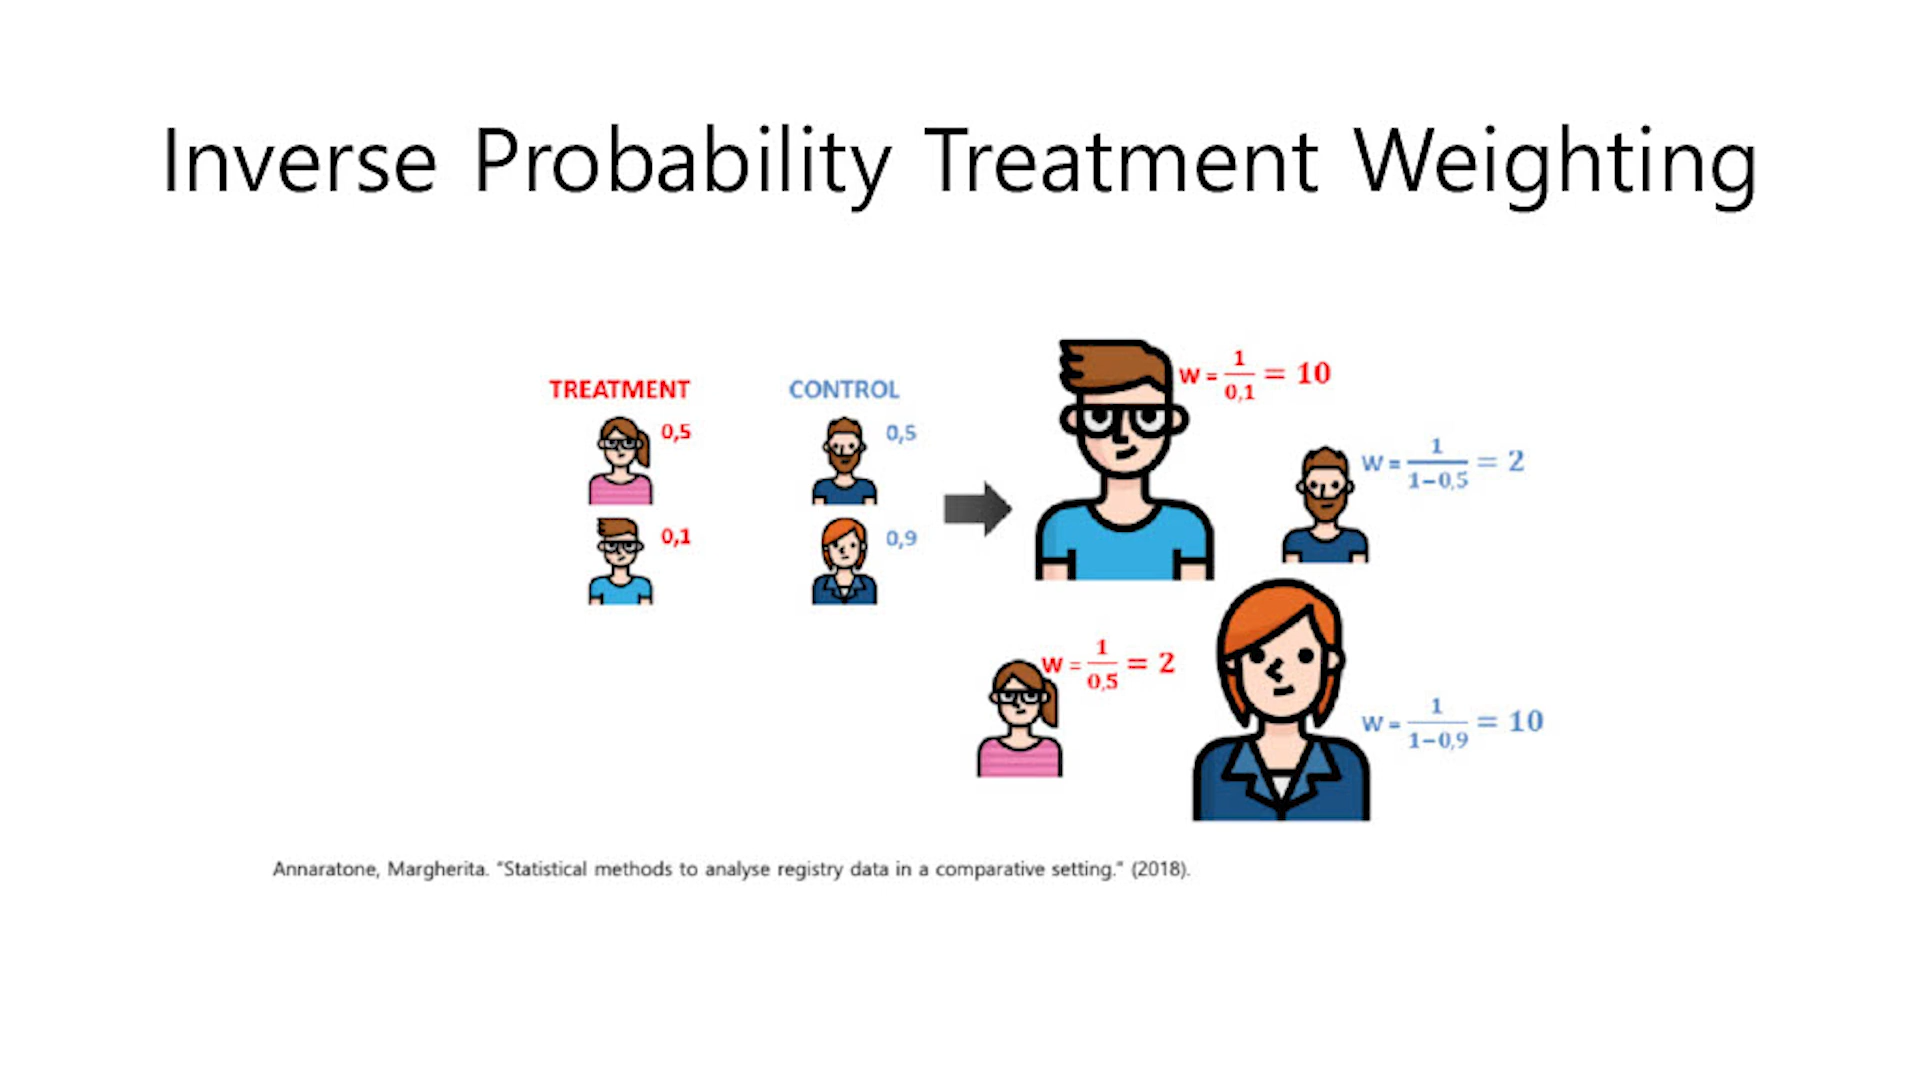 Inverse Probability Treatment Weighting
TREATMENT
CONTROL
0,5
0,5
0,1
0,9
w = 1/0,1 = 10
w = 1/1−0,5 = 2
w = 1/0,5 = 2
w = 1/1−0,9 = 10
Annaratone, Margherita. "Statistical methods to analyse registry data in a comparative setting." (2018).